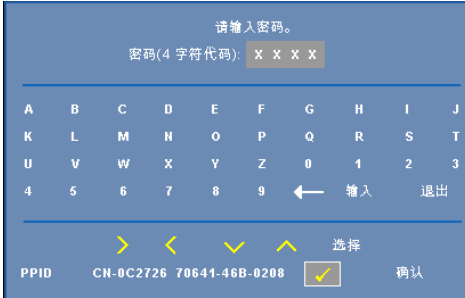 请输入密码。
密码(4 字符代码): X X X X
A B C D E F G H I J
K L M N O P Q R S T
U V W X Y Z 0 1 2 3
4 5 6 7 8 9 ← 输入 退出
选择
PPID CN-0C2726 70641-46B-0208 ✓ 确认